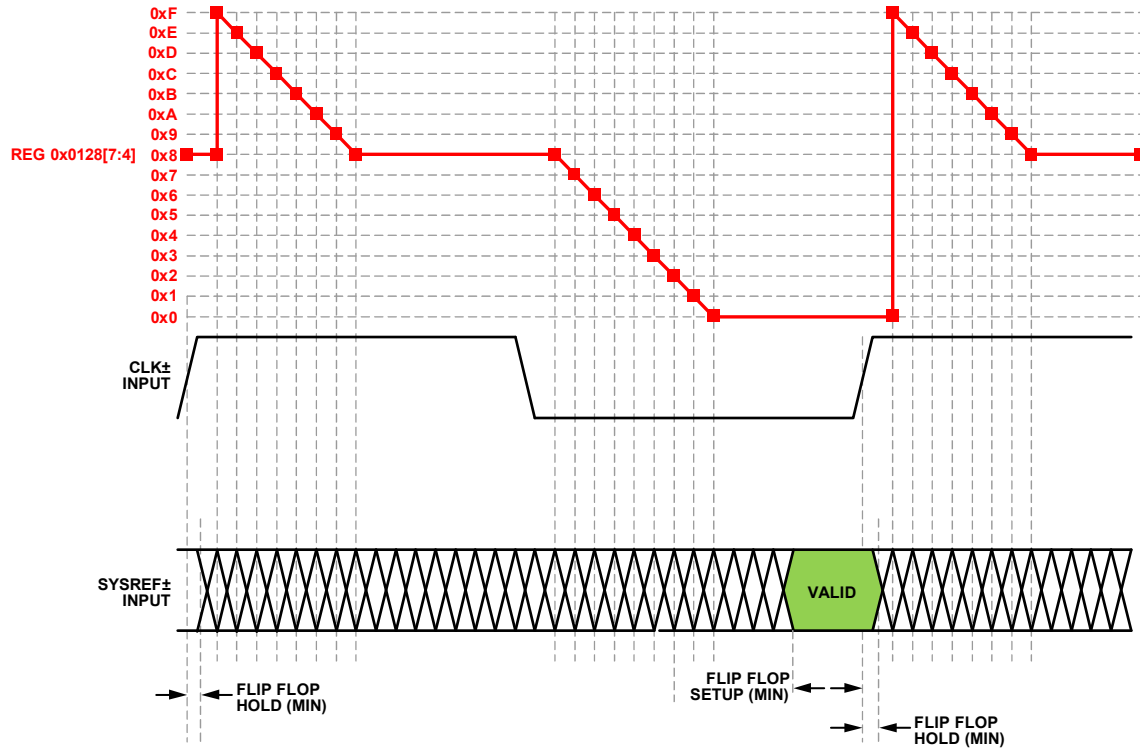 0xF
0xE
0xD
0xC
0xB
0xA
0x9
REG 0x0128[7:4] 0x8
0x7
0x6
0x5
0x4
0x3
0x2
0x1
0x0
CLK±
INPUT
SYSREF±
INPUT
VALID
FLIP FLOP
HOLD (MIN)
FLIP FLOP
SETUP (MIN)
FLIP FLOP
HOLD (MIN)